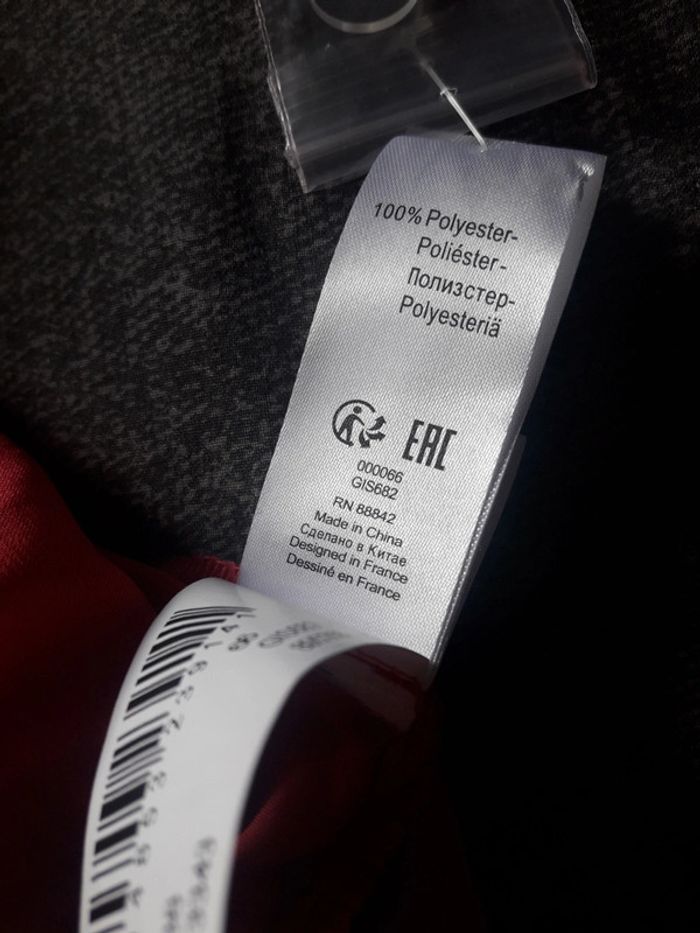 100% Polyester-
Poliéster-
Полиэстер-
Polyesteriä
EAC
000066
GIS682
RN 88842
Made in China
Сделано в Китае
Designed in France
Dessiné en France